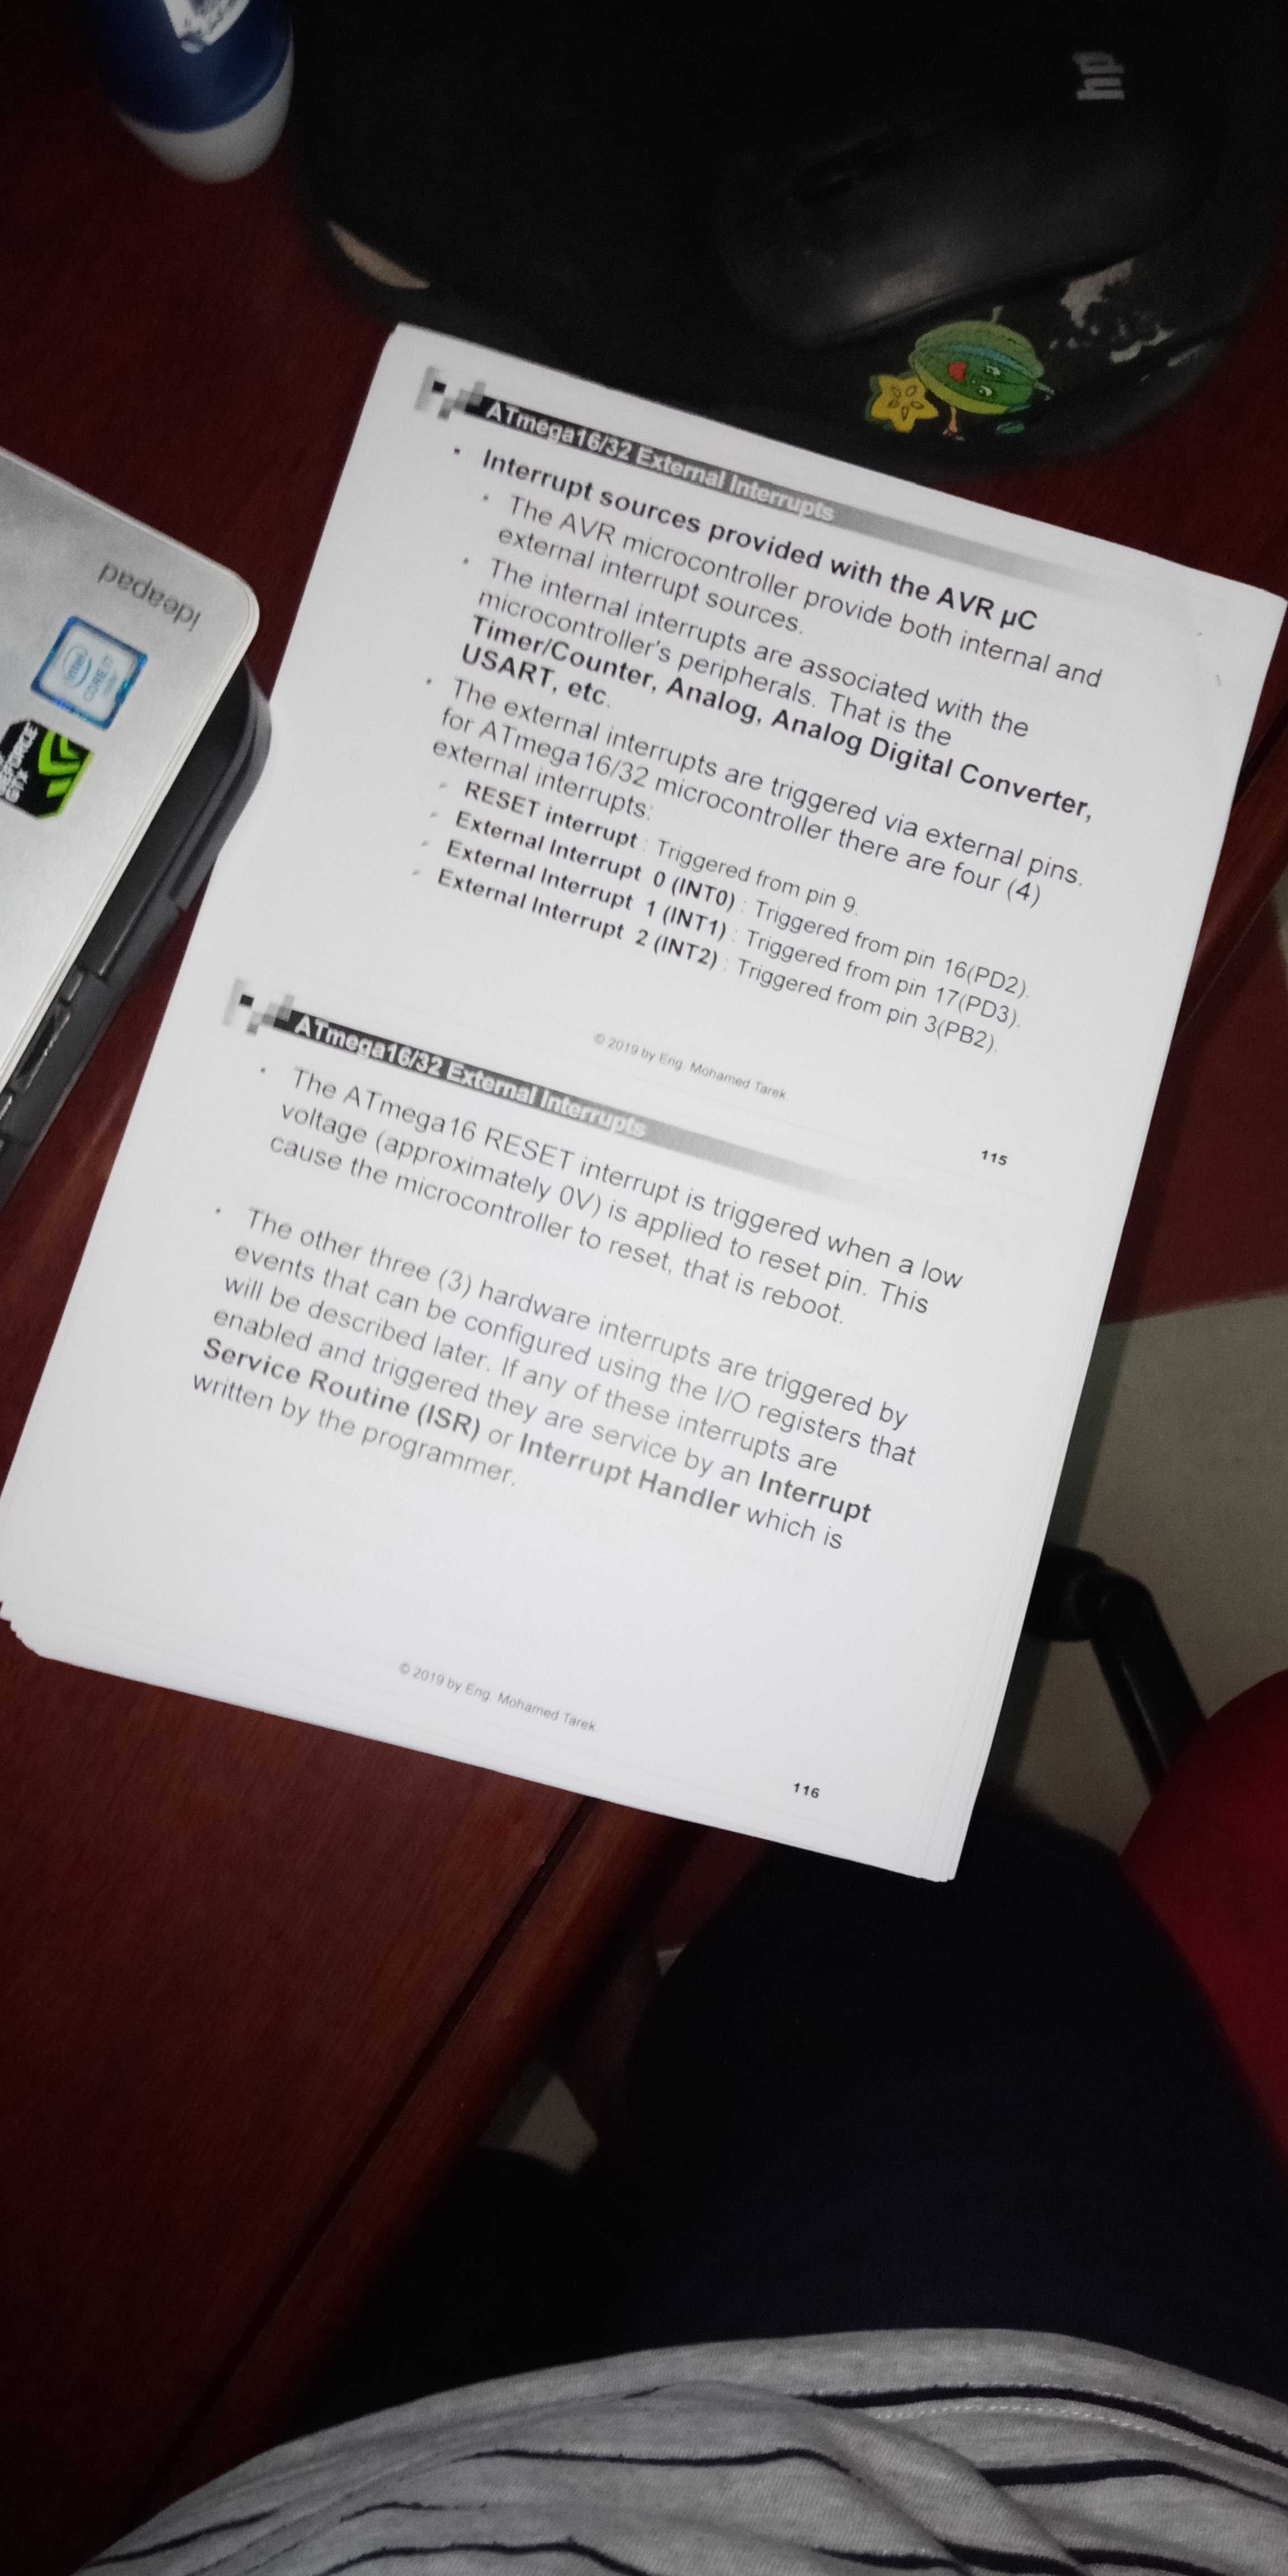 hp
ideapad
intel
CORE i7
ATmega16/32 External Interrupts
• Interrupt sources provided with the AVR µC
• The AVR microcontroller provide both internal and
external interrupt sources.
• The internal interrupts are associated with the
microcontroller's peripherals. That is the
Timer/Counter, Analog, Analog Digital Converter,
USART, etc.
• The external interrupts are triggered via external pins.
for ATmega16/32 microcontroller there are four (4)
external interrupts:
RESET interrupt : Triggered from pin 9.
External Interrupt 0 (INT0) : Triggered from pin 16(PD2).
External Interrupt 1 (INT1) : Triggered from pin 17(PD3).
External Interrupt 2 (INT2) : Triggered from pin 3(PB2).
© 2019 by Eng. Mohamed Tarek
115
ATmega16/32 External Interrupts
• The ATmega16 RESET interrupt is triggered when a low
voltage (approximately 0V) is applied to reset pin. This
cause the microcontroller to reset, that is reboot.
• The other three (3) hardware interrupts are triggered by
events that can be configured using the I/O registers that
will be described later. If any of these interrupts are
enabled and triggered they are service by an Interrupt
Service Routine (ISR) or Interrupt Handler which is
written by the programmer.
© 2019 by Eng. Mohamed Tarek
116